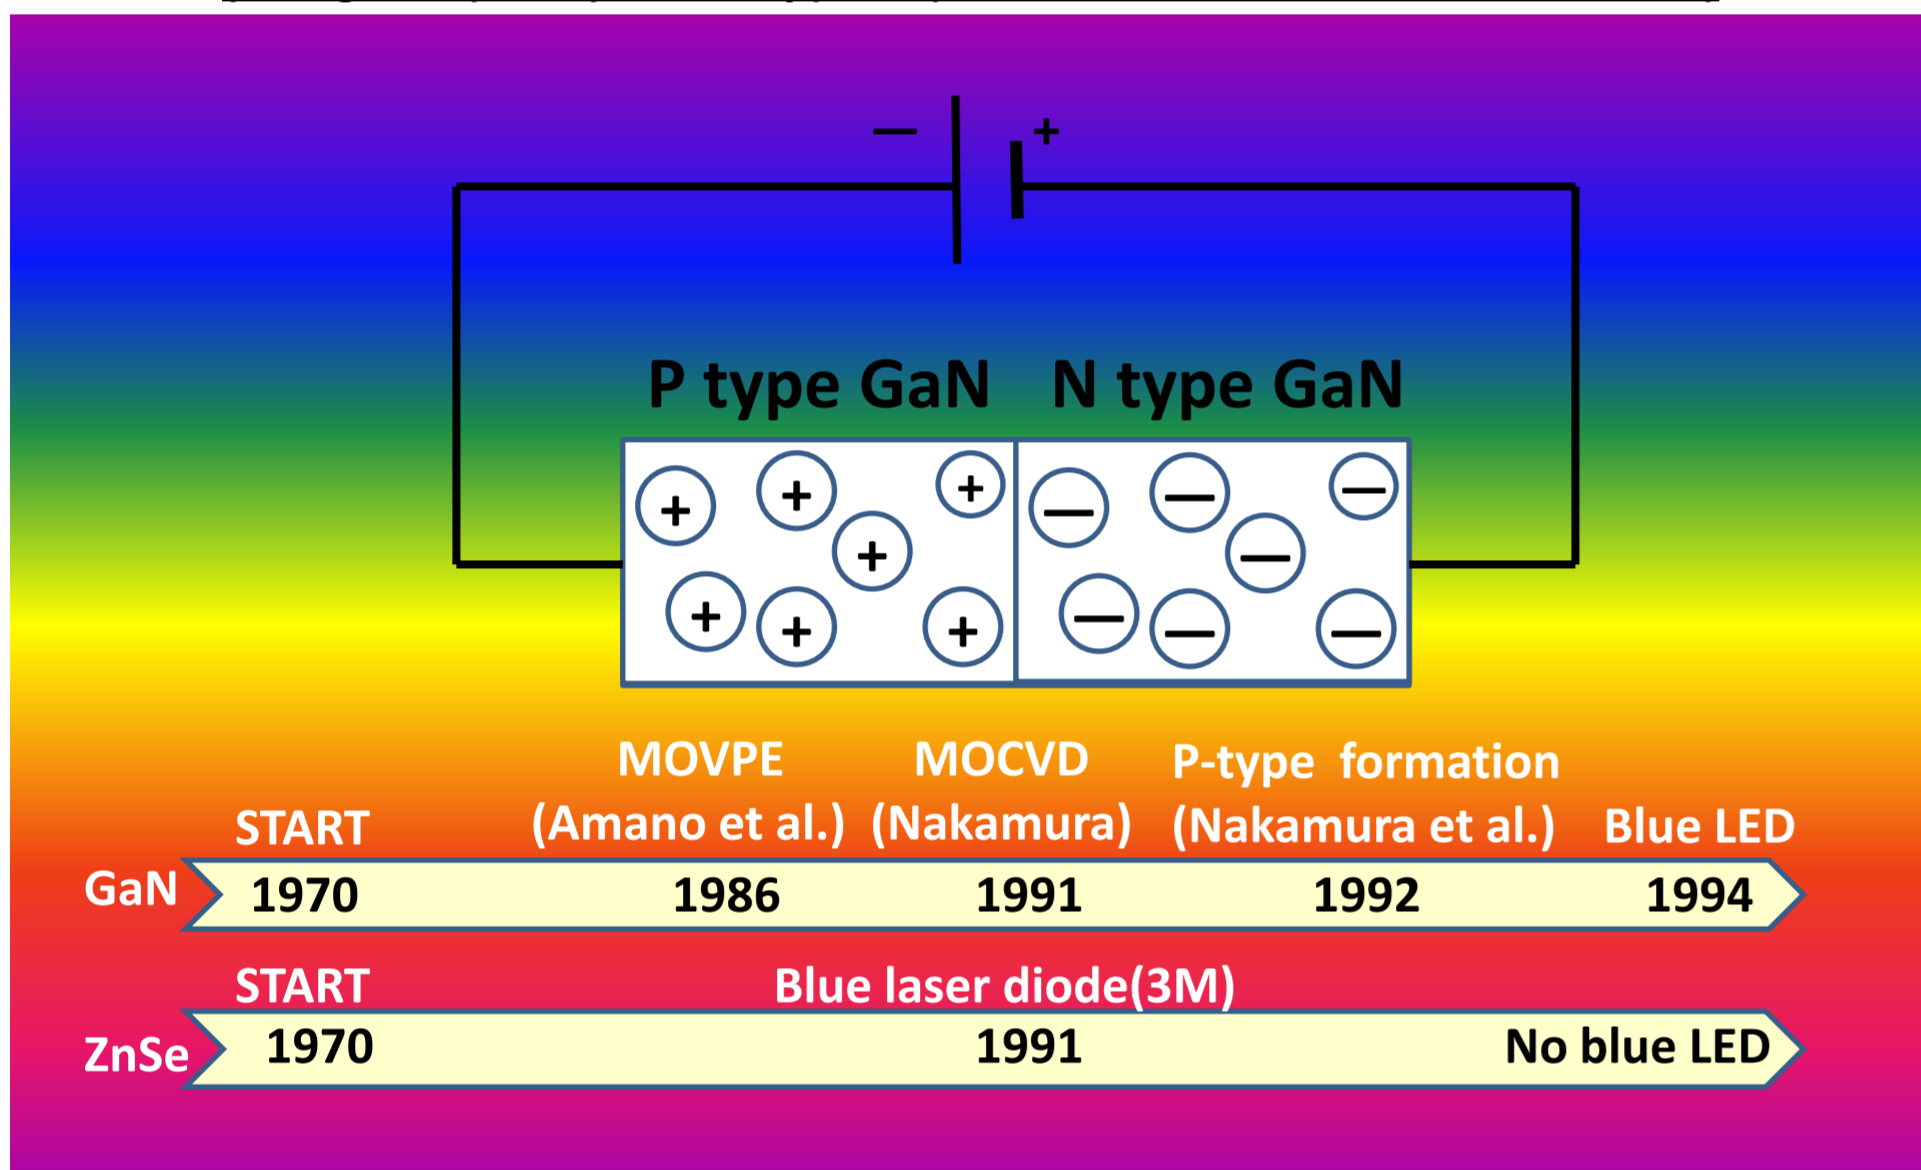 — +
P type GaN N type GaN
+ + + + + + + — — — — — — —
MOVPE MOCVD P-type formation
START (Amano et al.) (Nakamura) (Nakamura et al.) Blue LED
GaN 1970 1986 1991 1992 1994
START Blue laser diode(3M)
ZnSe 1970 1991 No blue LED